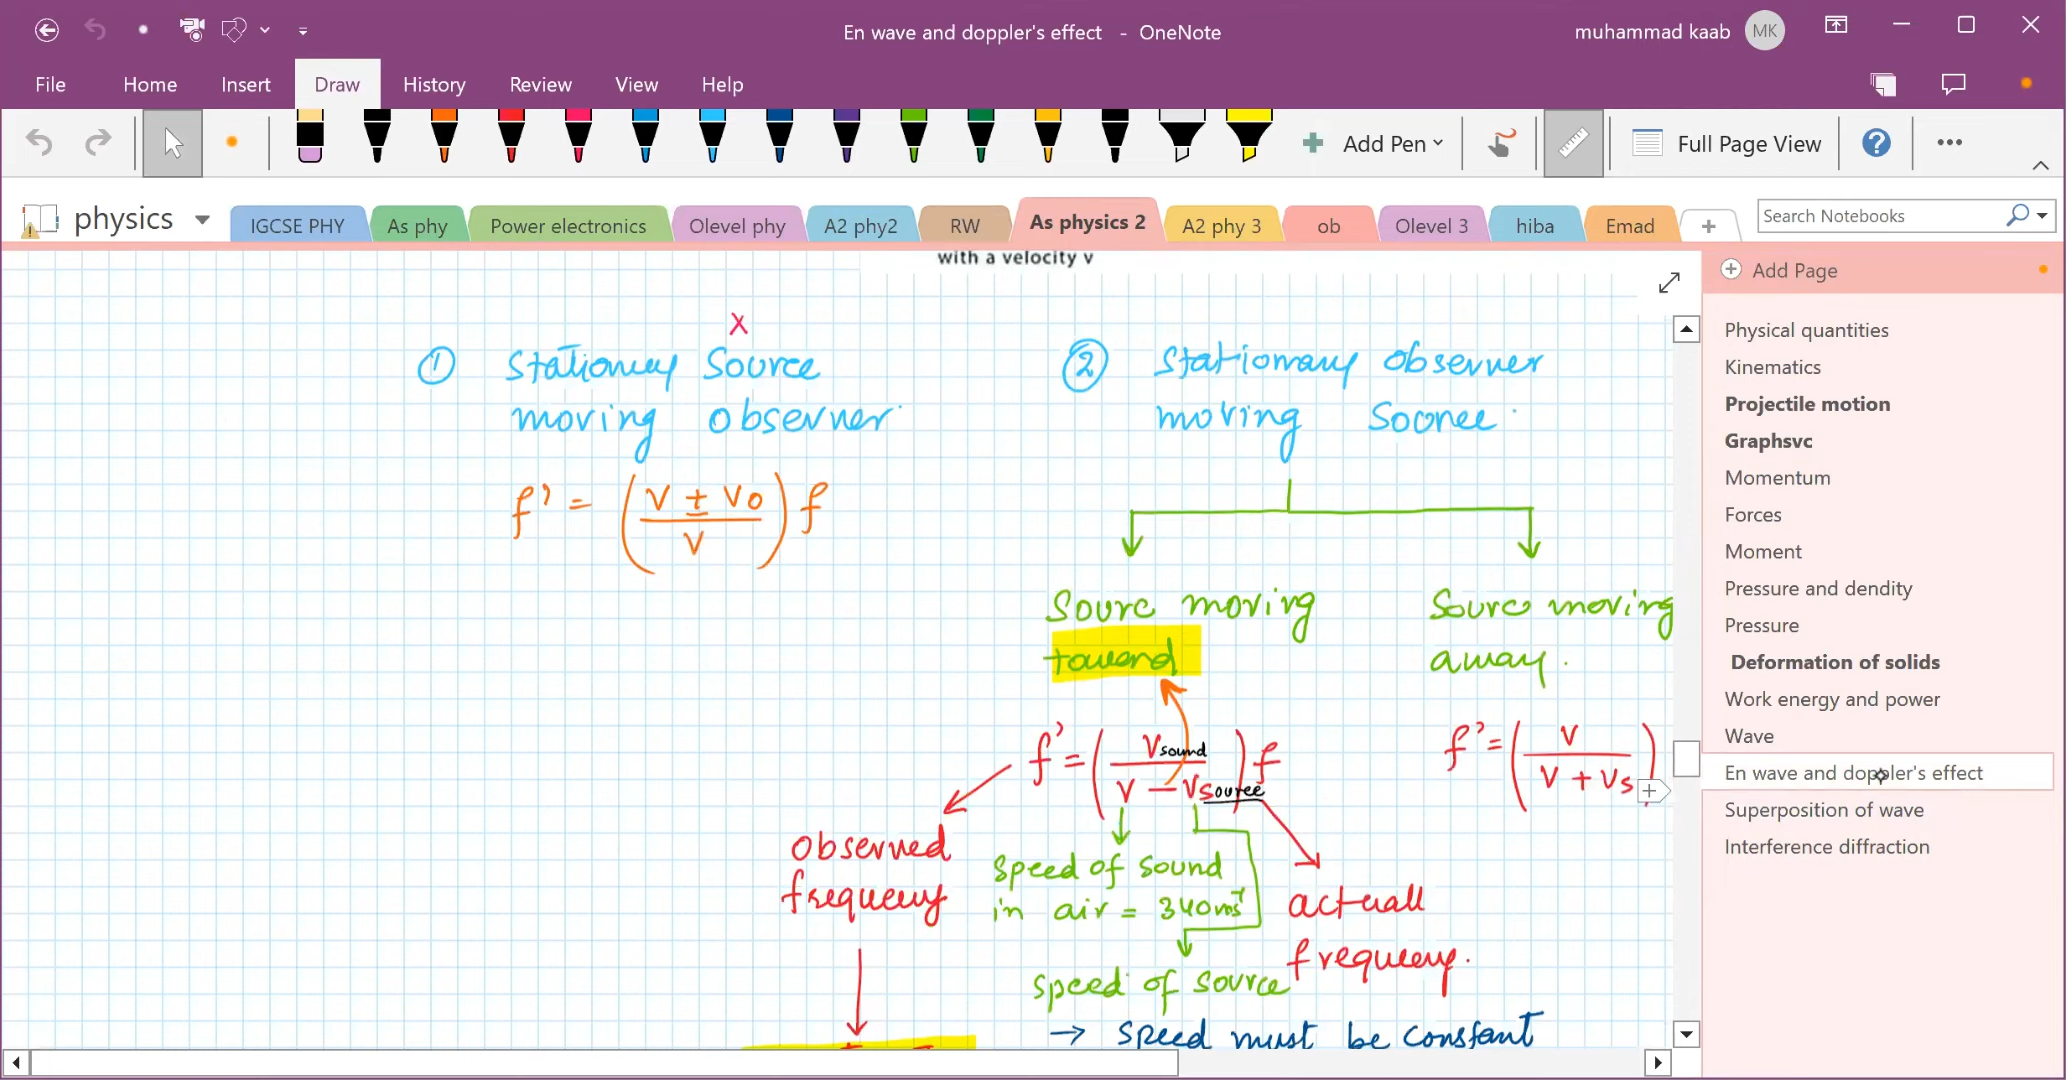 En wave and doppler's effect - OneNote
muhammad kaab
MK
File
Home
Insert
Draw
History
Review
View
Help
Add Pen
Full Page View
physics
IGCSE PHY
As phy
Power electronics
Olevel phy
A2 phy2
RW
As physics 2
A2 phy 3
ob
Olevel 3
hiba
Emad
Search Notebooks
with a velocity v
x
① Stationery Source
moving observer.
f' = (v ± vo / v) f
② Stationary observer
moving Source.
Sourc moving
toward
Sourc moving
away.
f' = (Vsound / V − Vsource) f
f' = (V / V + Vs)
observed
frequency
speed of sound
in air = 340ms⁻¹
actuall
frequency.
speed of source
→ speed must be constant
Add Page
Physical quantities
Kinematics
Projectile motion
Graphsvc
Momentum
Forces
Moment
Pressure and dendity
Pressure
Deformation of solids
Work energy and power
Wave
En wave and doppler's effect
Superposition of wave
Interference diffraction